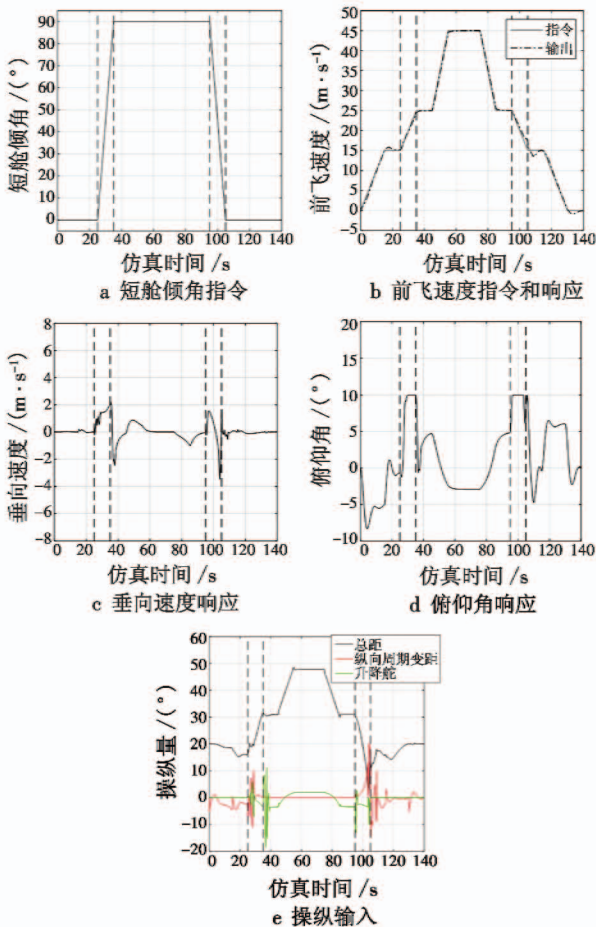 90
80
70
60
50
40
30
20
10
0
短舱倾角 /(°)
0 20 40 60 80 100 120 140
仿真时间 /s
a 短舱倾角指令
45
40
35
30
25
20
15
10
5
0
-5
前飞速度 /(m·s⁻¹)
指令
输出
0 20 40 60 80 100 120 140
仿真时间 /s
b 前飞速度指令和响应
8
6
4
2
0
-2
-4
-6
-8
垂向速度 /(m·s⁻¹)
0 20 40 60 80 100 120 140
仿真时间 /s
c 垂向速度响应
20
15
10
5
0
-5
-10
俯仰角 /(°)
0 20 40 60 80 100 120 140
仿真时间 /s
d 俯仰角响应
60
50
40
30
20
10
0
-10
-20
操纵量 /(°)
总距
纵向周期变距
升降舵
0 20 40 60 80 100 120 140
仿真时间 /s
e 操纵输入